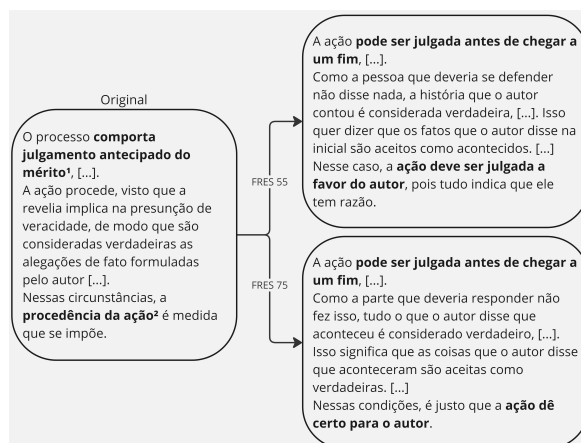 Original
O processo comporta
julgamento antecipado do
mérito¹, [...].
A ação procede, visto que a
revelia implica na presunção de
veracidade, de modo que são
consideradas verdadeiras as
alegações de fato formuladas
pelo autor [...].
Nessas circunstâncias, a
procedência da ação² é medida
que se impõe.
FRES 55
A ação pode ser julgada antes de chegar a
um fim, [...].
Como a pessoa que deveria se defender
não disse nada, a história que o autor
contou é considerada verdadeira, [...]. Isso
quer dizer que os fatos que o autor disse na
inicial são aceitos como acontecidos. [...]
Nesse caso, a ação deve ser julgada a
favor do autor, pois tudo indica que ele
tem razão.
FRES 75
A ação pode ser julgada antes de chegar a
um fim, [...].
Como a parte que deveria responder não
fez isso, tudo o que o autor disse que
aconteceu é considerado verdadeiro, [...].
Isso significa que as coisas que o autor disse
que aconteceram são aceitas como
verdadeiras. [...]
Nessas condições, é justo que a ação dê
certo para o autor.